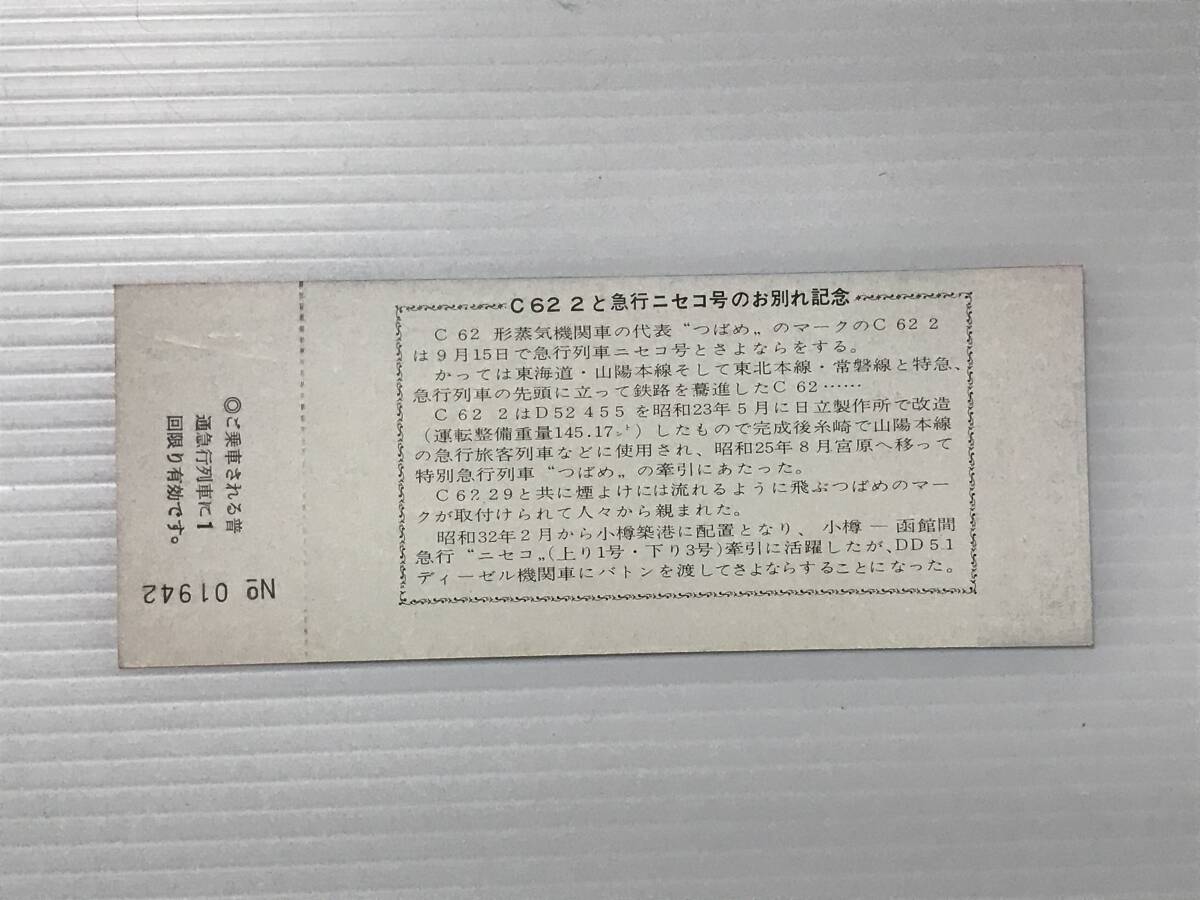 C62 2と急行ニセコ号のお別れ記念
C 62 形蒸気機関車の代表〝つばめ〟のマークのC 62 2
は9月15日で急行列車ニセコ号とさよならをする。
かっては東海道・山陽本線そして東北本線・常磐線と特急、
急行列車の先頭に立って鉄路を驀進したC 62……
C 62 2はD52 455を昭和23年5月に日立製作所で改造
(運転整備重量145.17㌧)したもので完成後糸崎で山陽本線
の急行旅客列車などに使用され、昭和25年8月宮原へ移って
特別急行列車〝つばめ〟の牽引にあたった。
C62 29と共に煙よけには流れるように飛ぶつばめのマー
クが取付けられて人々から親まれた。
昭和32年2月から小樽築港に配置となり、小樽―函館間
急行〝ニセコ〟(上り1号・下り3号)牽引に活躍したが、DD51
ディーゼル機関車にバトンを渡してさよならすることになった。
◎ご乗車される普
通急行列車に1
回限り有効です。
№ 01942